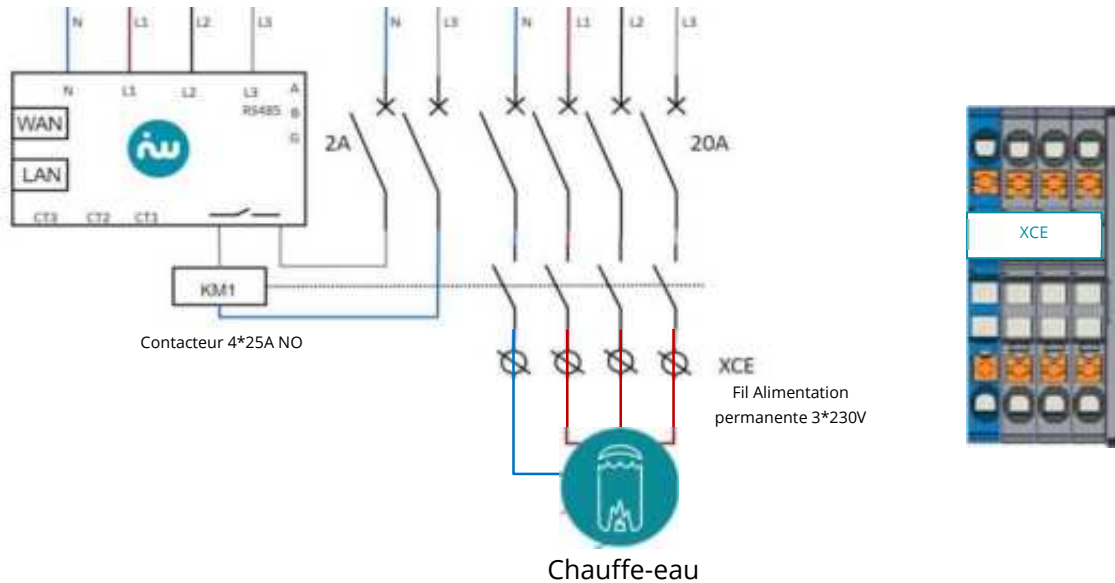 N L1 L2 L3 N L3 N L1 L2 L3
N L1 L2 L3 A
RS485 B
G
WAN
LAN
CT3 CT2 CT1
2A
20A
KM1
Contacteur 4*25A NO
XCE
Fil Alimentation
permanente 3*230V
Chauffe-eau
XCE